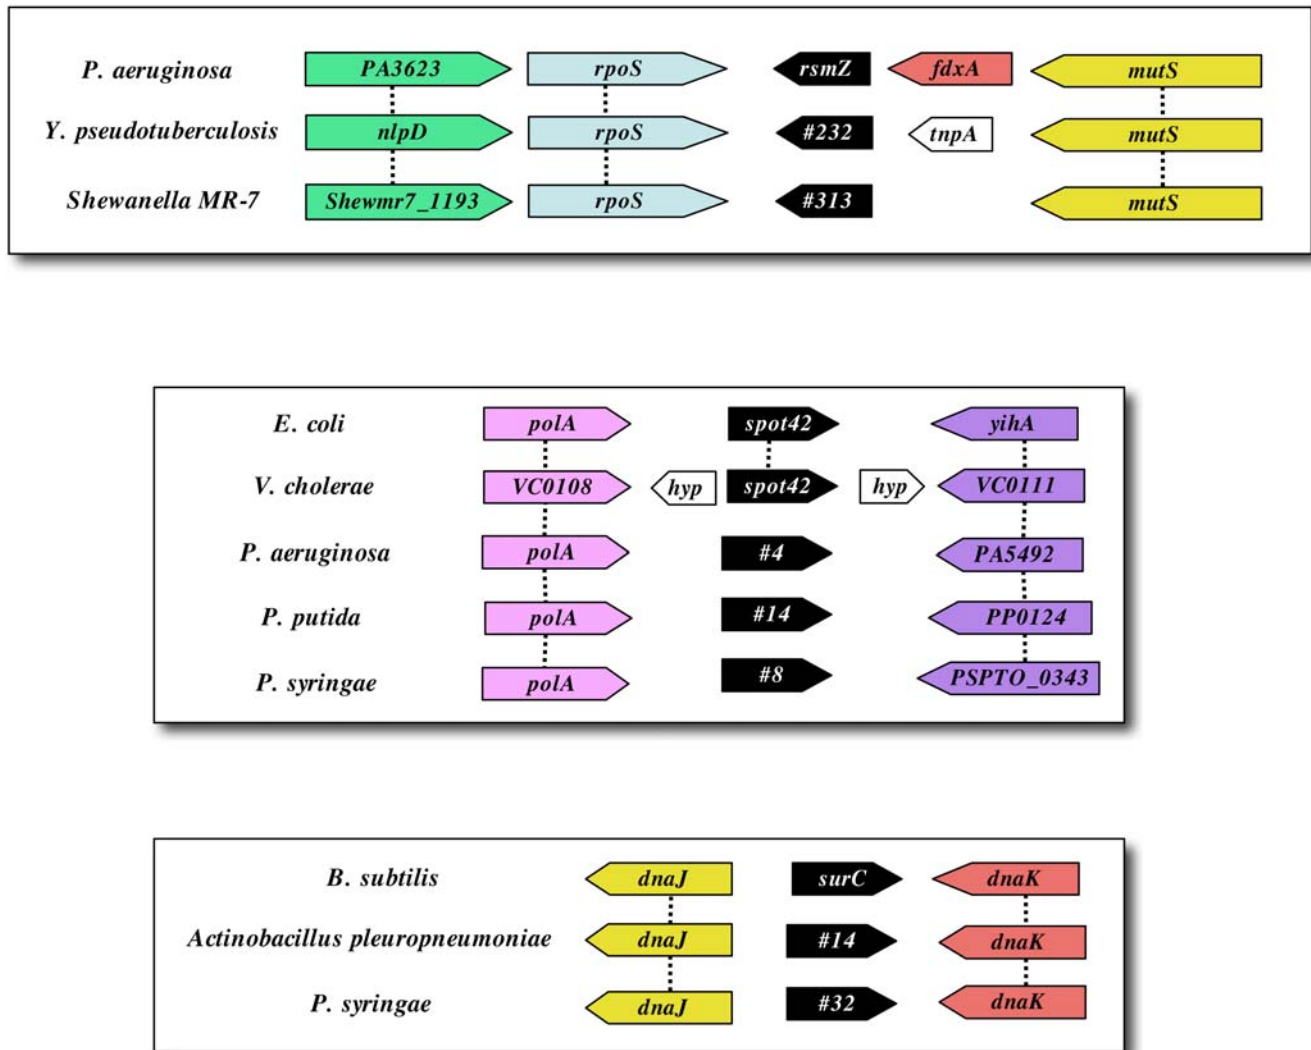 P. aeruginosa PA3623 rpoS rsmZ fdxA mutS
Y. pseudotuberculosis nlpD rpoS #232 tnpA mutS
Shewanella MR-7 Shewmr7_1193 rpoS #313 mutS
E. coli polA spot42 yihA
V. cholerae VC0108 hyp spot42 hyp VC0111
P. aeruginosa polA #4 PA5492
P. putida polA #14 PP0124
P. syringae polA #8 PSPTO_0343
B. subtilis dnaJ surC dnaK
Actinobacillus pleuropneumoniae dnaJ #14 dnaK
P. syringae dnaJ #32 dnaK